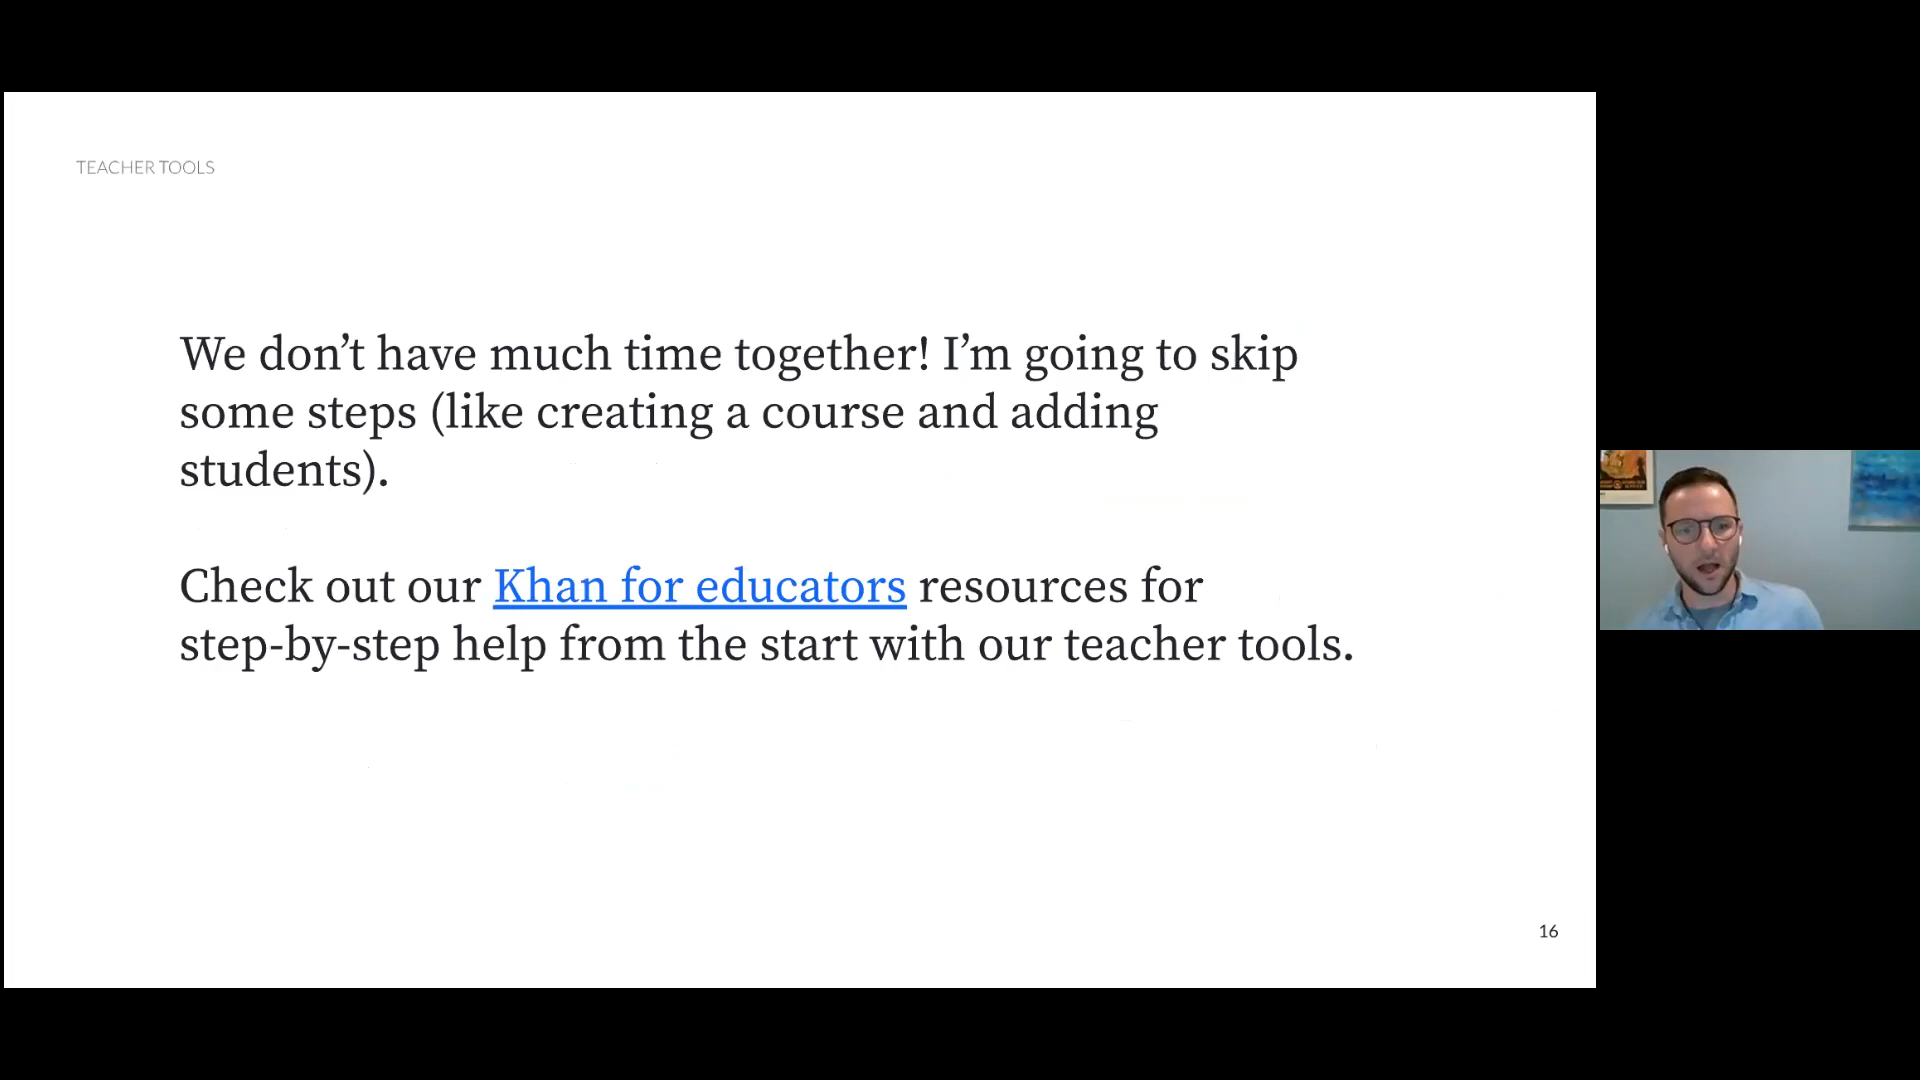 TEACHER TOOLS
We don’t have much time together! I’m going to skip
some steps (like creating a course and adding
students).
Check out our Khan for educators resources for
step-by-step help from the start with our teacher tools.
16